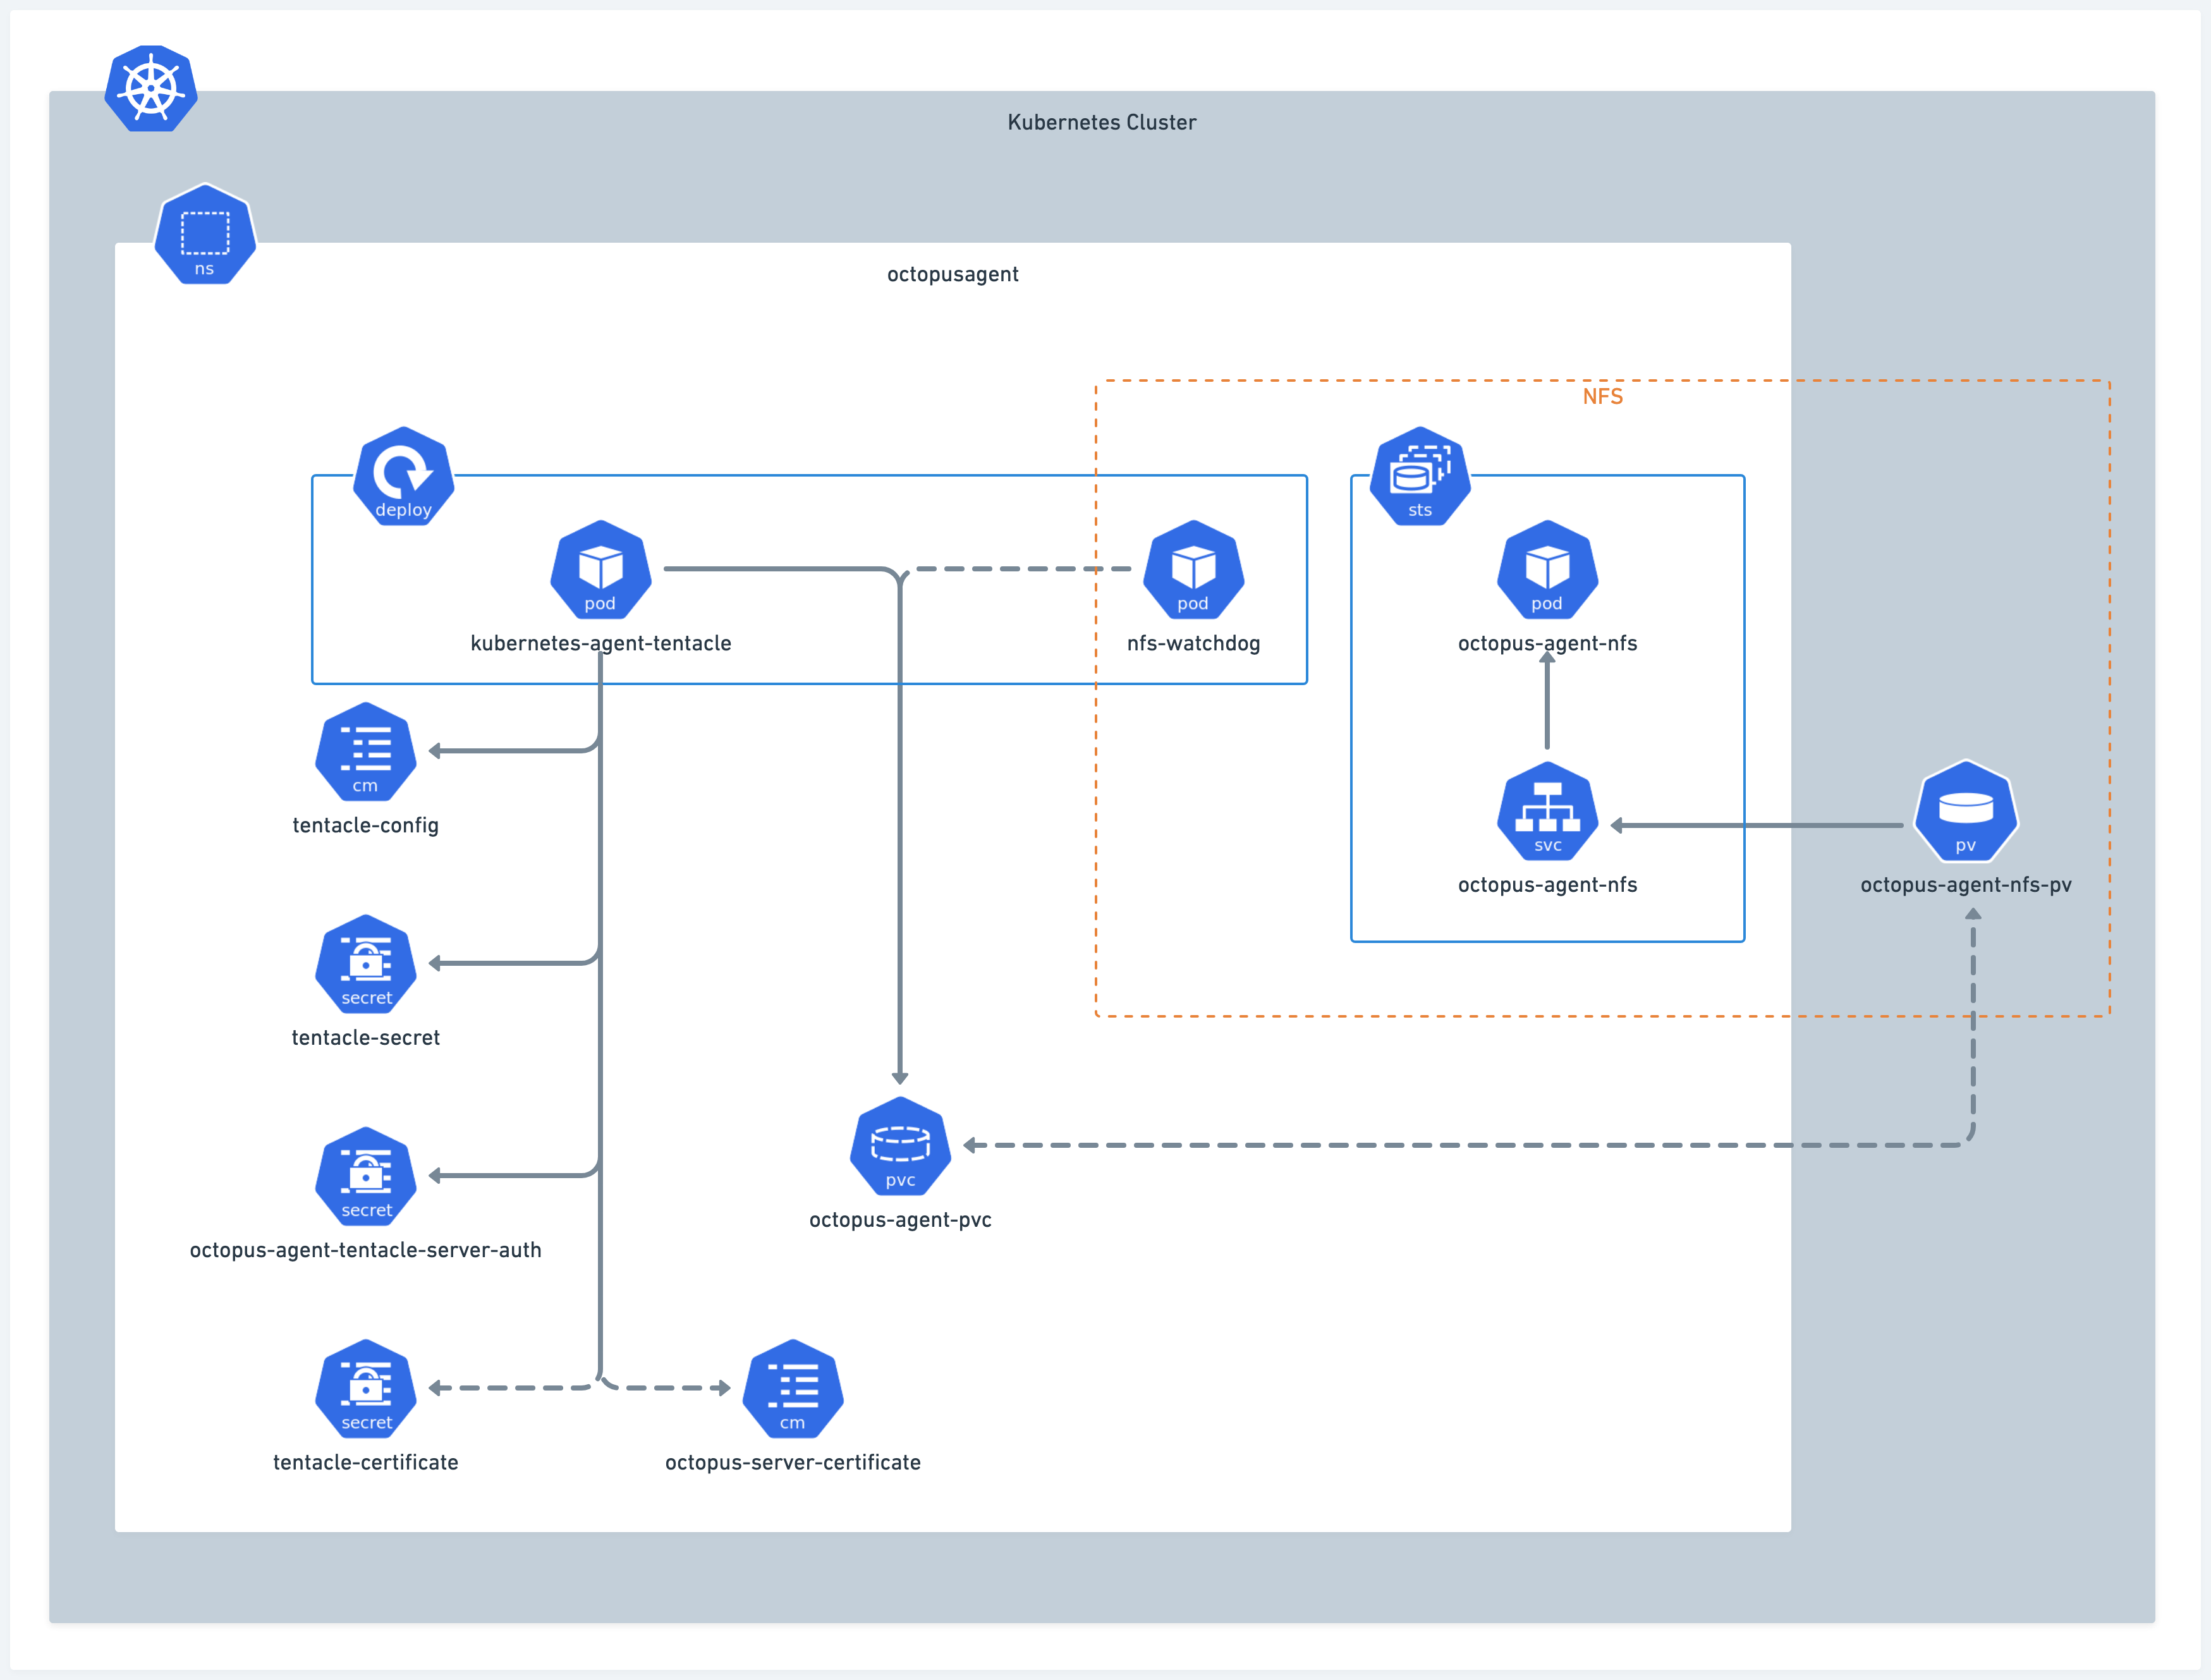 Kubernetes Cluster
ns
octopusagent
NFS
deploy
sts
pod
pod
pod
kubernetes-agent-tentacle
nfs-watchdog
octopus-agent-nfs
cm
tentacle-config
svc
pv
octopus-agent-nfs
octopus-agent-nfs-pv
secret
tentacle-secret
pvc
octopus-agent-pvc
secret
octopus-agent-tentacle-server-auth
secret
cm
tentacle-certificate
octopus-server-certificate